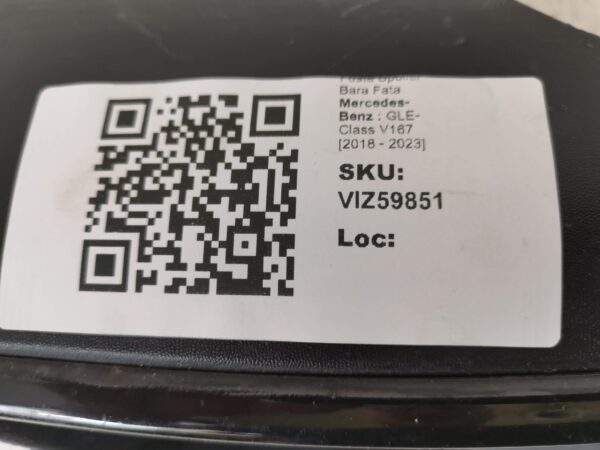 Bara Fata
Mercedes-
Benz : GLE-
Class V167
[2018 - 2023]
SKU:
VIZ59851
Loc: